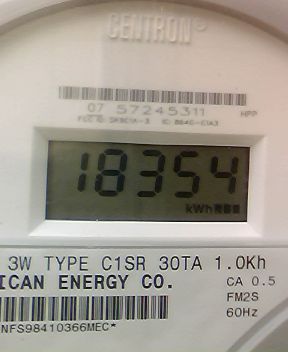 CENTRON®
07 57245311 HPP
18354
kWh
3W TYPE C1SR 30TA 1.0Kh
ICAN ENERGY CO. CA 0.5
FM2S
NFS98410366MEC* 60Hz